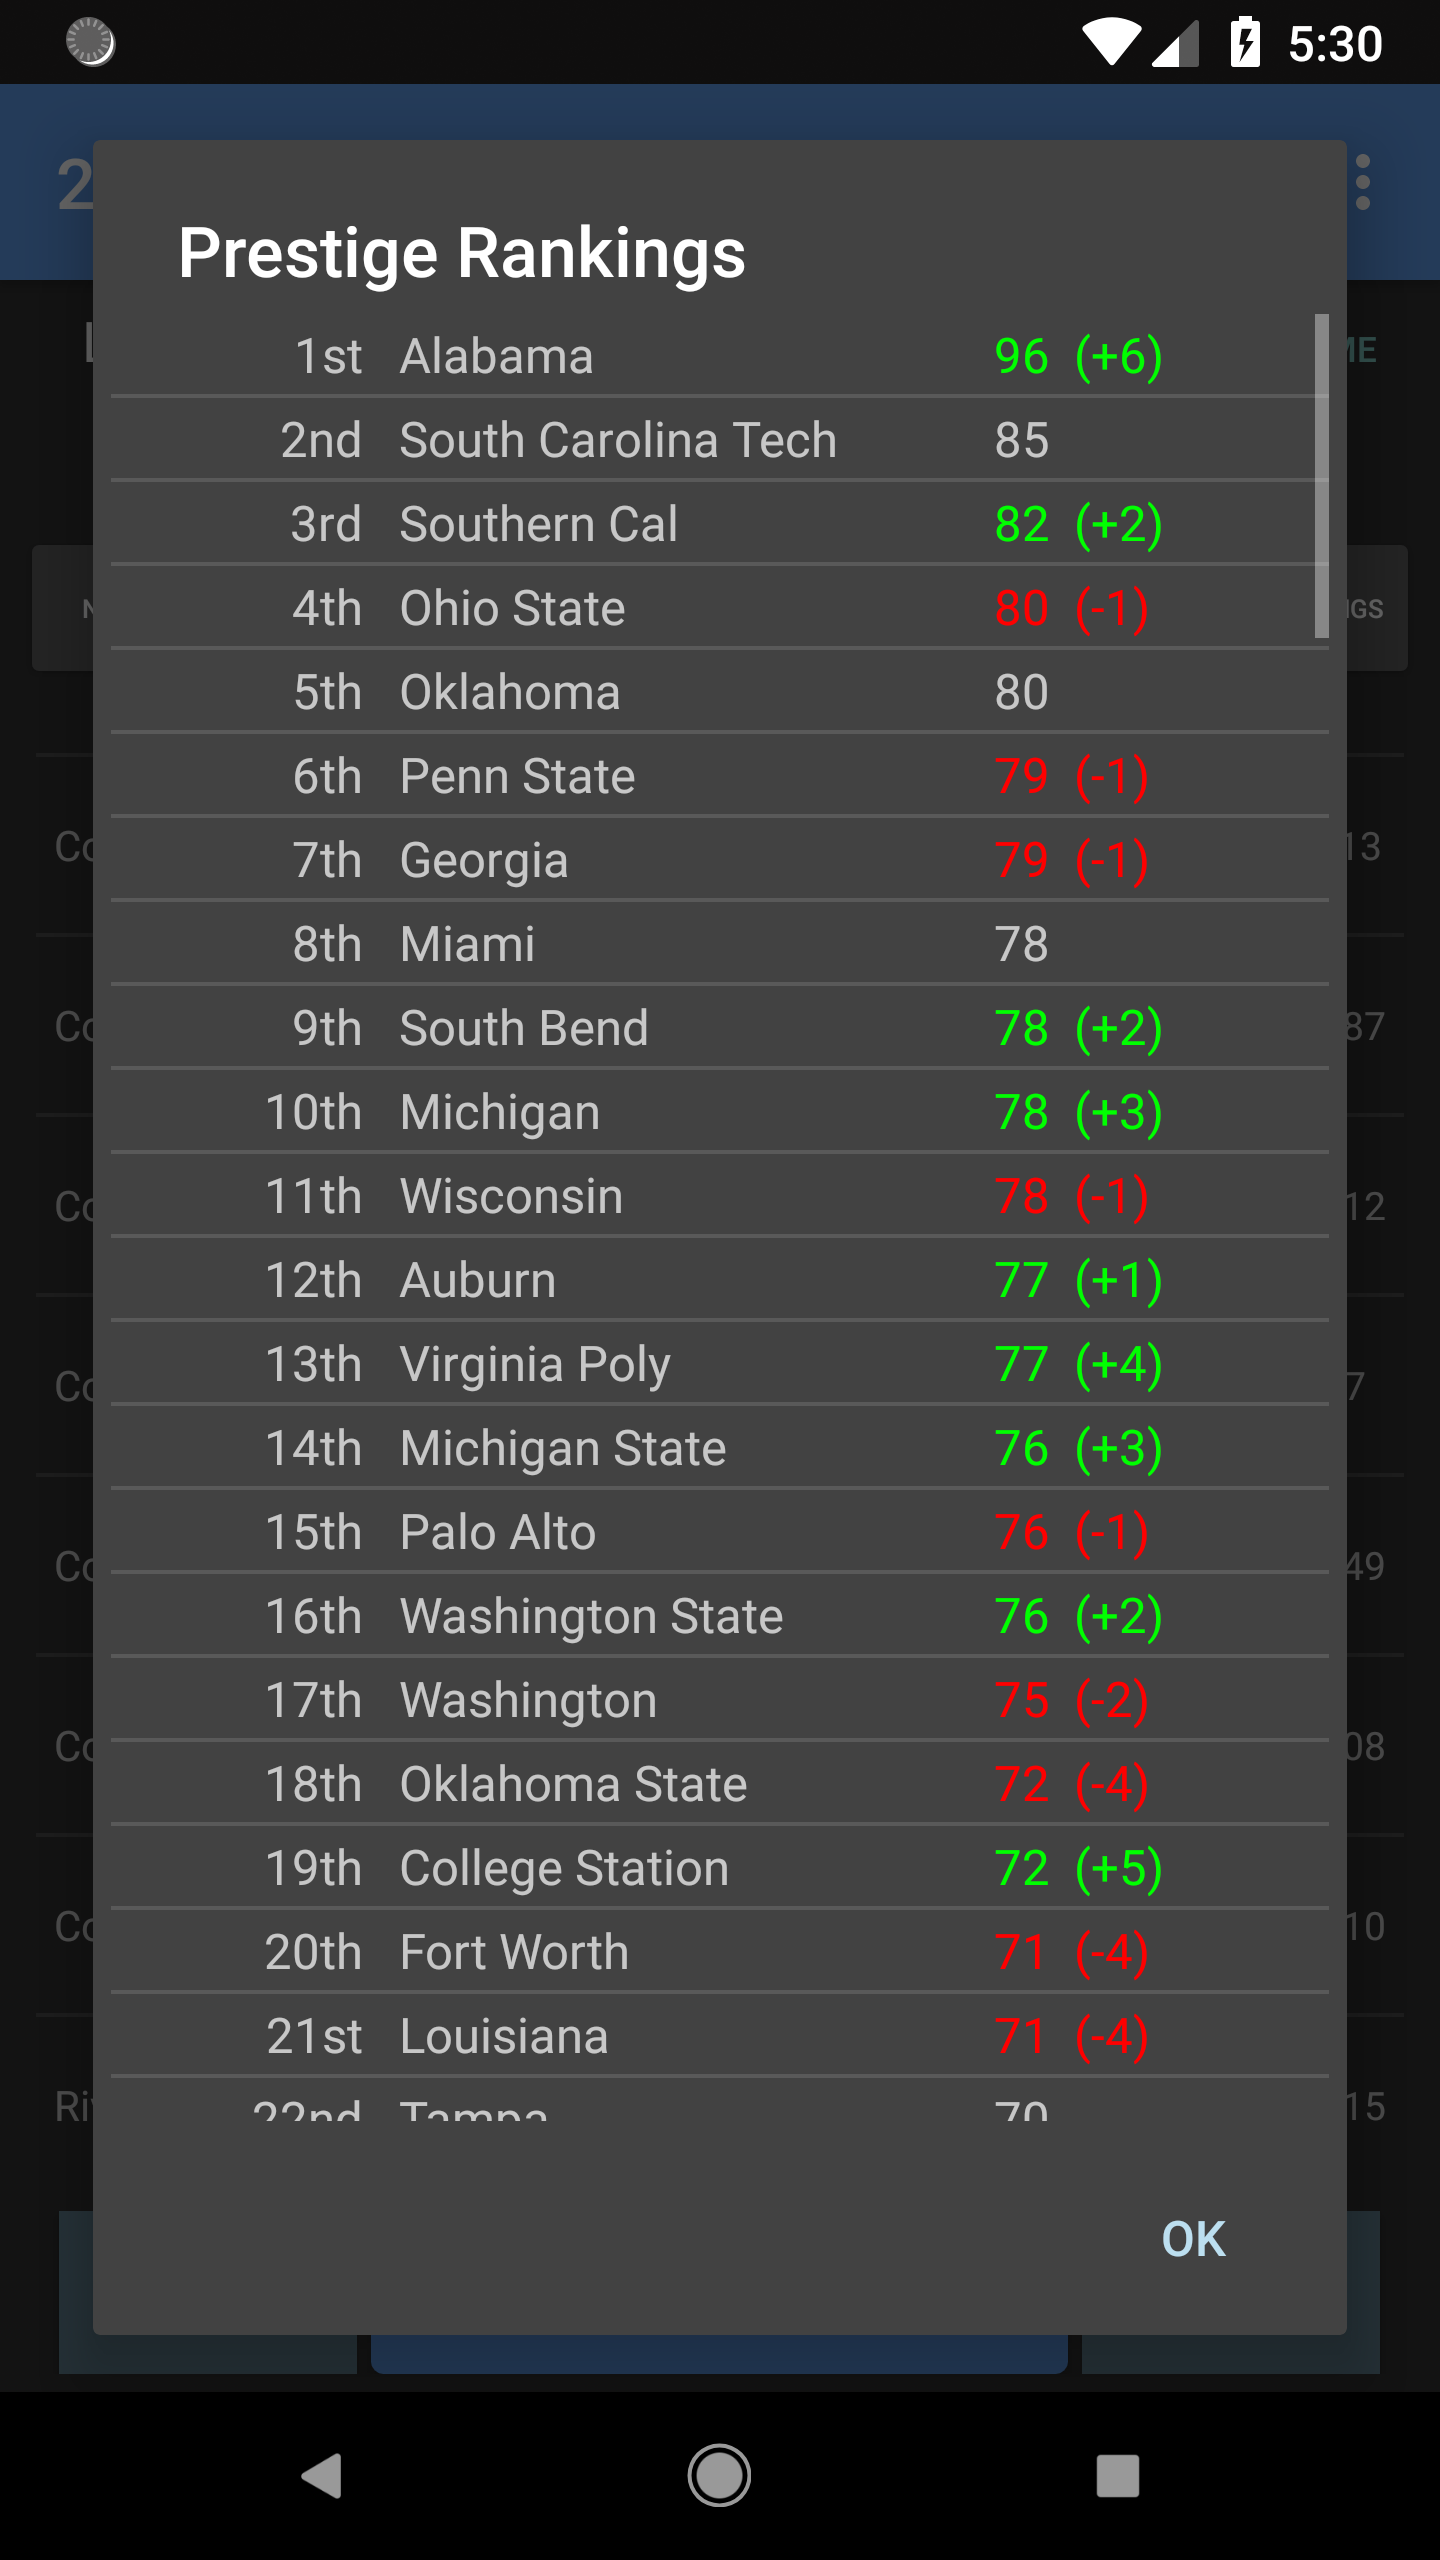 5:30
2
Prestige Rankings
1st Alabama 96 (+6)
2nd South Carolina Tech 85
3rd Southern Cal 82 (+2)
4th Ohio State 80 (-1)
5th Oklahoma 80
6th Penn State 79 (-1)
7th Georgia 79 (-1)
8th Miami 78
9th South Bend 78 (+2)
10th Michigan 78 (+3)
11th Wisconsin 78 (-1)
12th Auburn 77 (+1)
13th Virginia Poly 77 (+4)
14th Michigan State 76 (+3)
15th Palo Alto 76 (-1)
16th Washington State 76 (+2)
17th Washington 75 (-2)
18th Oklahoma State 72 (-4)
19th College Station 72 (+5)
20th Fort Worth 71 (-4)
21st Louisiana 71 (-4)
22nd Tampa 70
OK